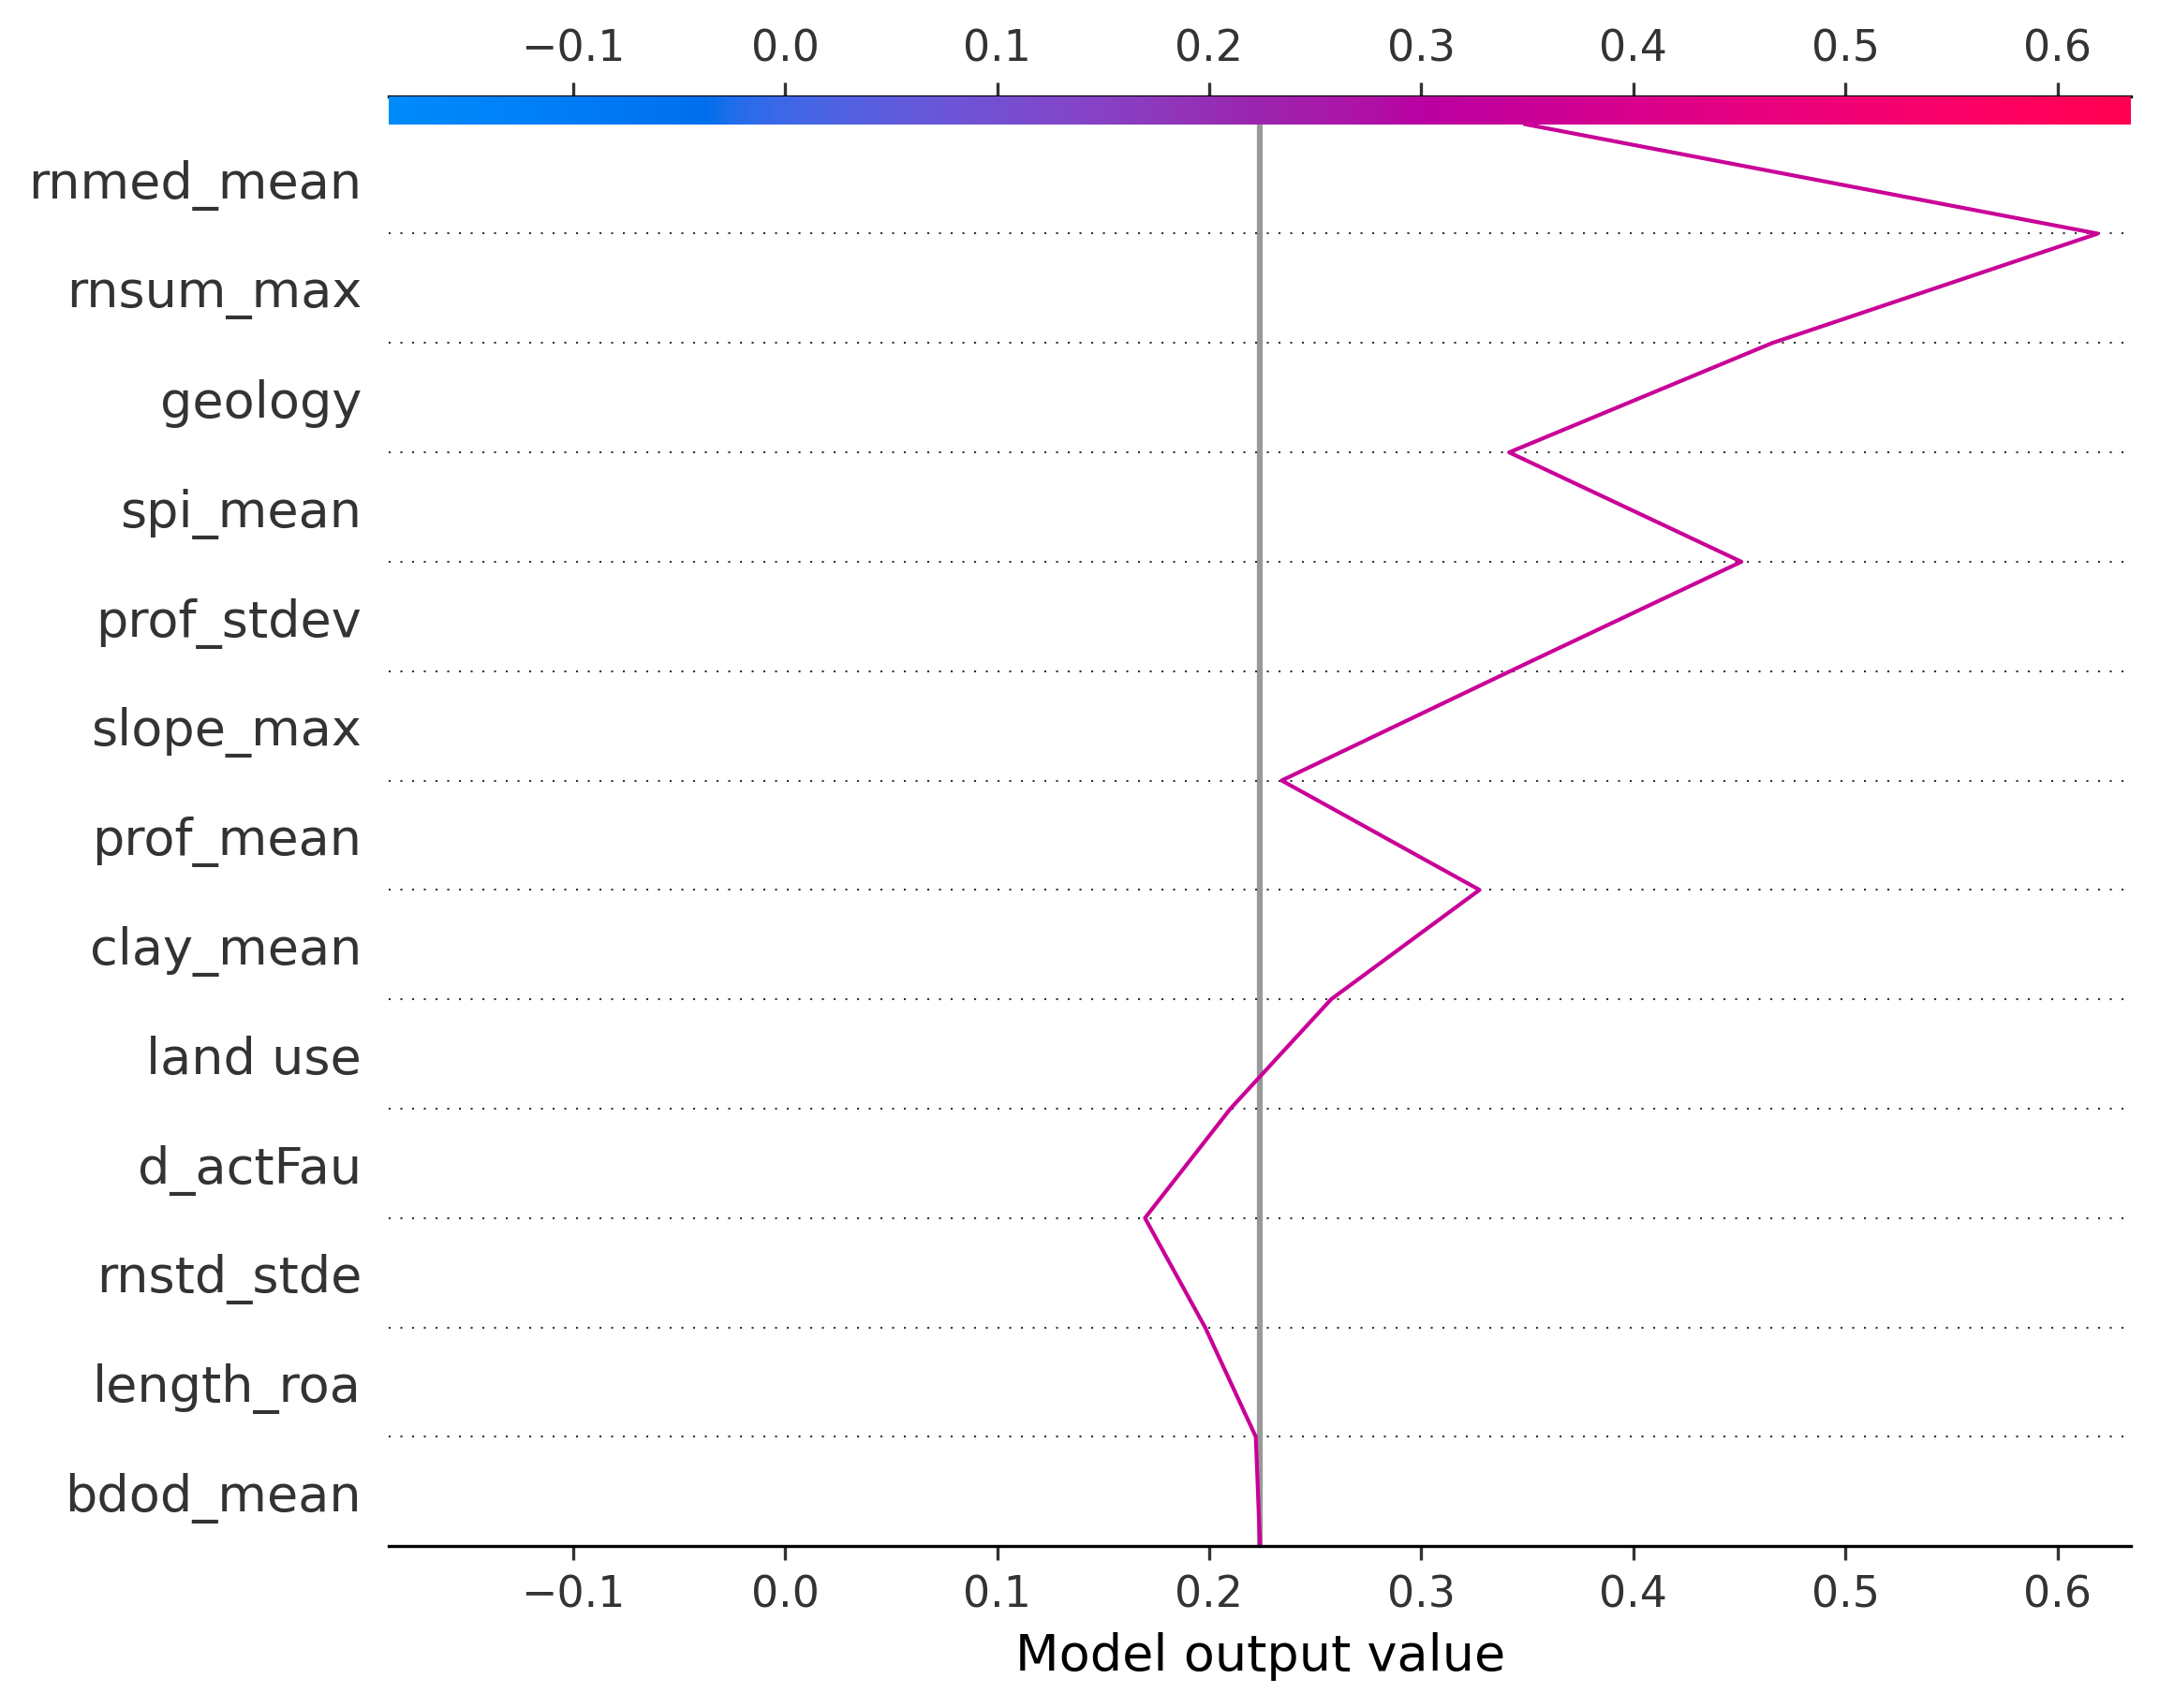 −0.1 0.0 0.1 0.2 0.3 0.4 0.5 0.6
rnmed_mean
rnsum_max
geology
spi_mean
prof_stdev
slope_max
prof_mean
clay_mean
land use
d_actFau
rnstd_stde
length_roa
bdod_mean
−0.1 0.0 0.1 0.2 0.3 0.4 0.5 0.6
Model output value